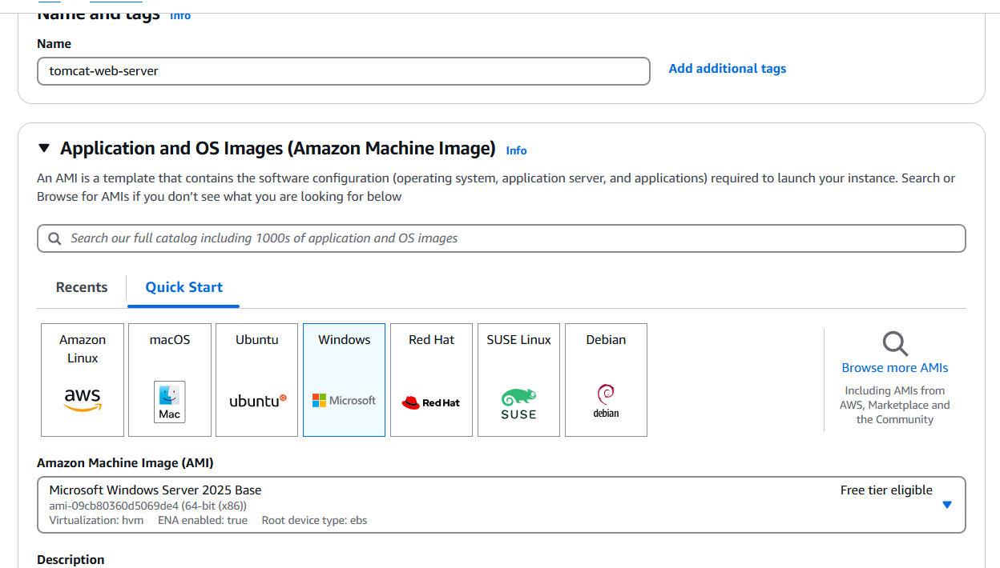 Name and tags Info
Name
tomcat-web-server
Add additional tags
Application and OS Images (Amazon Machine Image) Info
An AMI is a template that contains the software configuration (operating system, application server, and applications) required to launch your instance. Search or
Browse for AMIs if you don’t see what you are looking for below
Search our full catalog including 1000s of application and OS images
Recents
Quick Start
Amazon
Linux
aws
macOS
Mac
Ubuntu
ubuntu
Windows
Microsoft
Red Hat
Red Hat
SUSE Linux
SUSE
Debian
debian
Browse more AMIs
Including AMIs from
AWS, Marketplace and
the Community
Amazon Machine Image (AMI)
Microsoft Windows Server 2025 Base
Free tier eligible
ami-09cb80360d5069de4 (64-bit (x86))
Virtualization: hvm ENA enabled: true Root device type: ebs
Description